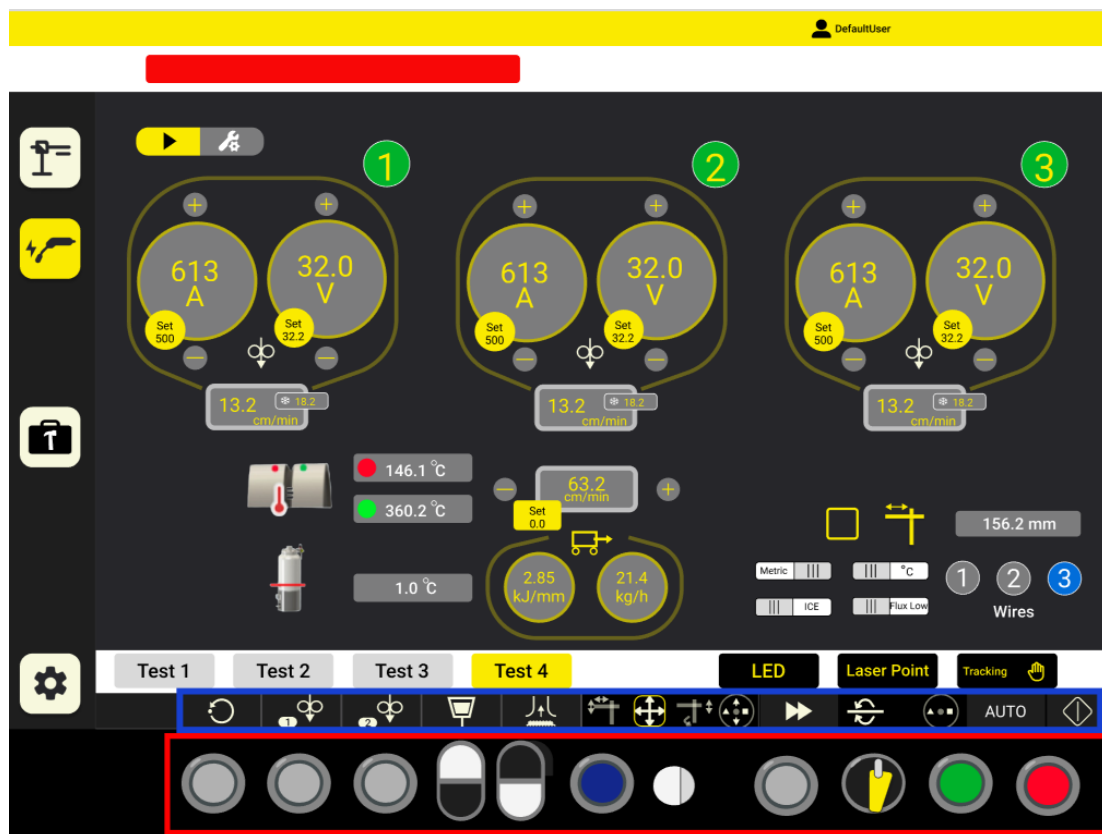 DefaultUser
1
2
3
613
A
32.0
V
Set
500
Set
32.2
13.2
18.2
cm/min
613
A
32.0
V
Set
500
Set
32.2
13.2
18.2
cm/min
613
A
32.0
V
Set
500
Set
32.2
13.2
18.2
cm/min
146.1 °C
360.2 °C
1.0 °C
63.2
cm/min
Set
0.0
2.85
kJ/mm
21.4
kg/h
156.2 mm
Metric
°C
ICE
Flux Low
1 2 3
Wires
Test 1 Test 2 Test 3 Test 4 LED Laser Point Tracking
1 2 AUTO